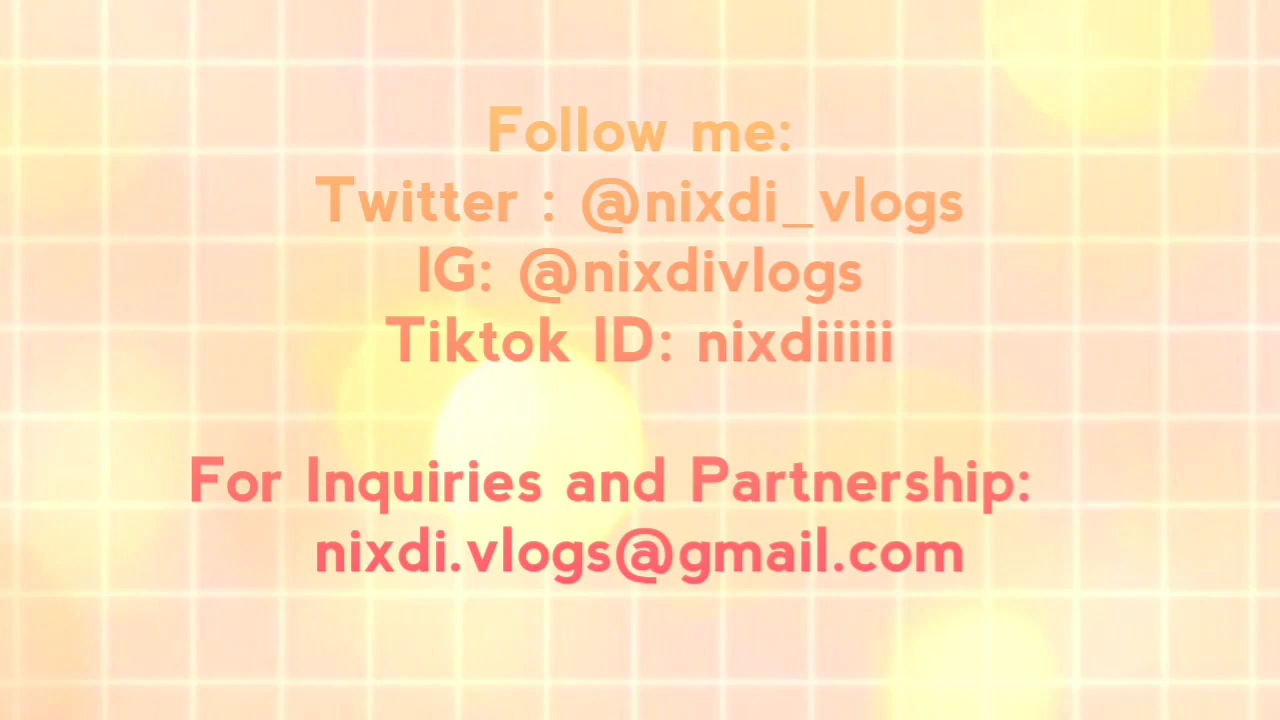 Follow me:
Twitter : @nixdi_vlogs
IG: @nixdivlogs
Tiktok ID: nixdiiiii
For Inquiries and Partnership:
nixdi.vlogs@gmail.com